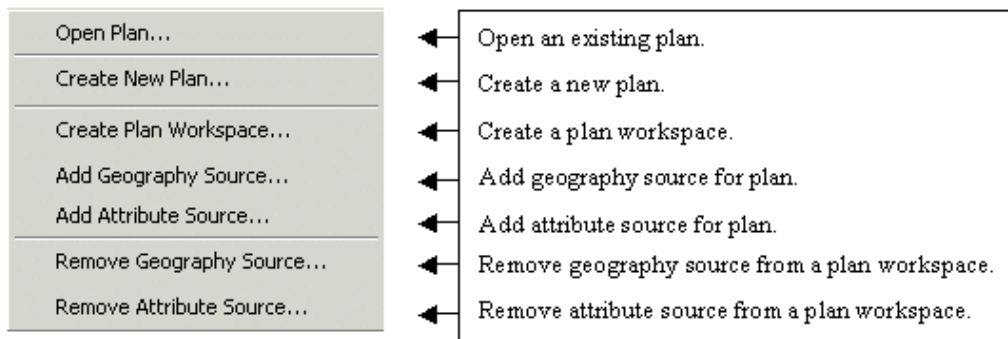 Open Plan...
Open an existing plan.
Create New Plan...
Create a new plan.
Create Plan Workspace...
Create a plan workspace.
Add Geography Source...
Add geography source for plan.
Add Attribute Source...
Add attribute source for plan.
Remove Geography Source...
Remove geography source from a plan workspace.
Remove Attribute Source...
Remove attribute source from a plan workspace.